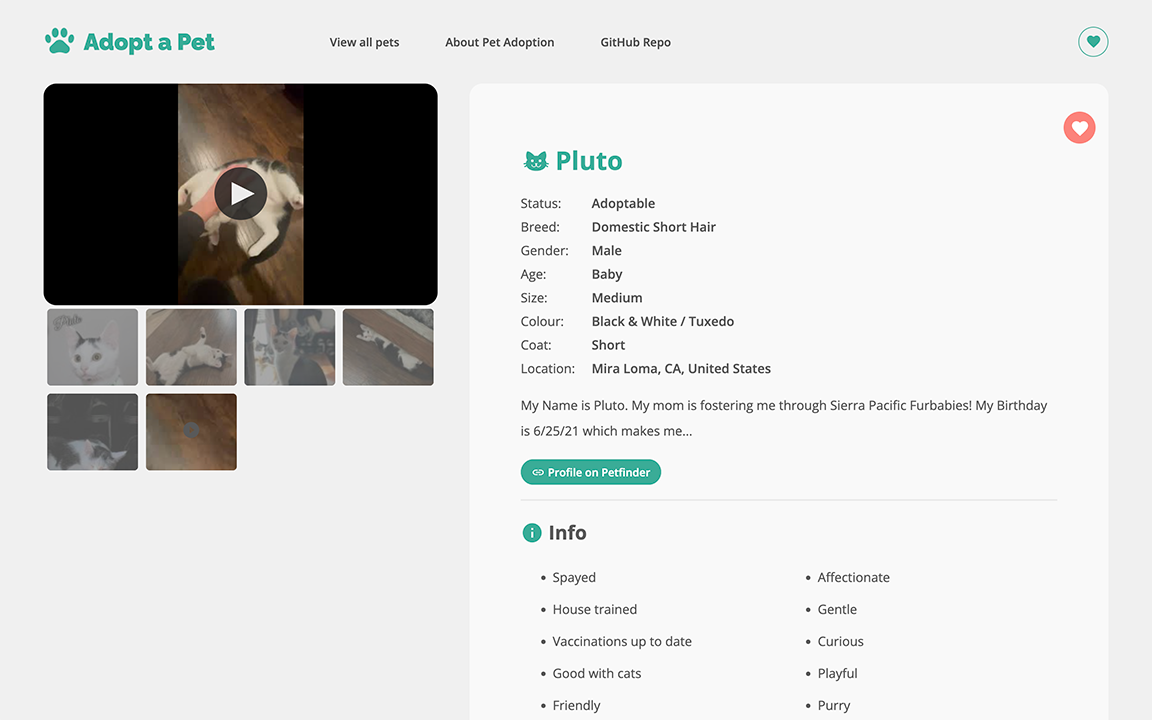 Adopt a Pet
View all pets
About Pet Adoption
GitHub Repo
Pluto
Pluto
Status: Adoptable
Breed: Domestic Short Hair
Gender: Male
Age: Baby
Size: Medium
Colour: Black & White / Tuxedo
Coat: Short
Location: Mira Loma, CA, United States
My Name is Pluto. My mom is fostering me through Sierra Pacific Furbabies! My Birthday
is 6/25/21 which makes me...
Profile on Petfinder
Info
Spayed
House trained
Vaccinations up to date
Good with cats
Friendly
Affectionate
Gentle
Curious
Playful
Purry